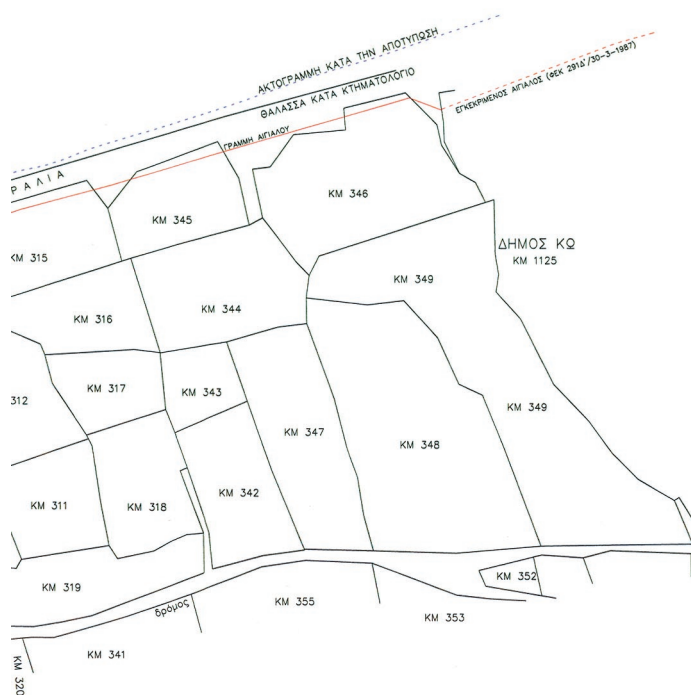 ΑΚΤΟΓΡΑΜΜΗ ΚΑΤΑ ΤΗΝ ΑΠΟΤΥΠΩΣΗ
ΘΑΛΑΣΣΑ ΚΑΤΑ ΚΤΗΜΑΤΟΛΟΓΙΟ
ΕΓΚΕΚΡΙΜΕΝΟΣ ΑΙΓΙΑΛΟΣ (ΦΕΚ 291Δ'/30-3-1987)
ΓΡΑΜΜΗ ΑΙΓΙΑΛΟΥ
ΡΑΛΙΑ
ΚΜ 346
ΚΜ 345
ΔΗΜΟΣ ΚΩ
ΚΜ 1125
ΚΜ 315
ΚΜ 349
ΚΜ 344
ΚΜ 316
ΚΜ 317
ΚΜ 343
312
ΚΜ 349
ΚΜ 347
ΚΜ 348
ΚΜ 342
ΚΜ 311
ΚΜ 318
ΚΜ 352
ΚΜ 319
ΚΜ 355
δρόμος
ΚΜ 353
ΚΜ 341
ΚΜ 320